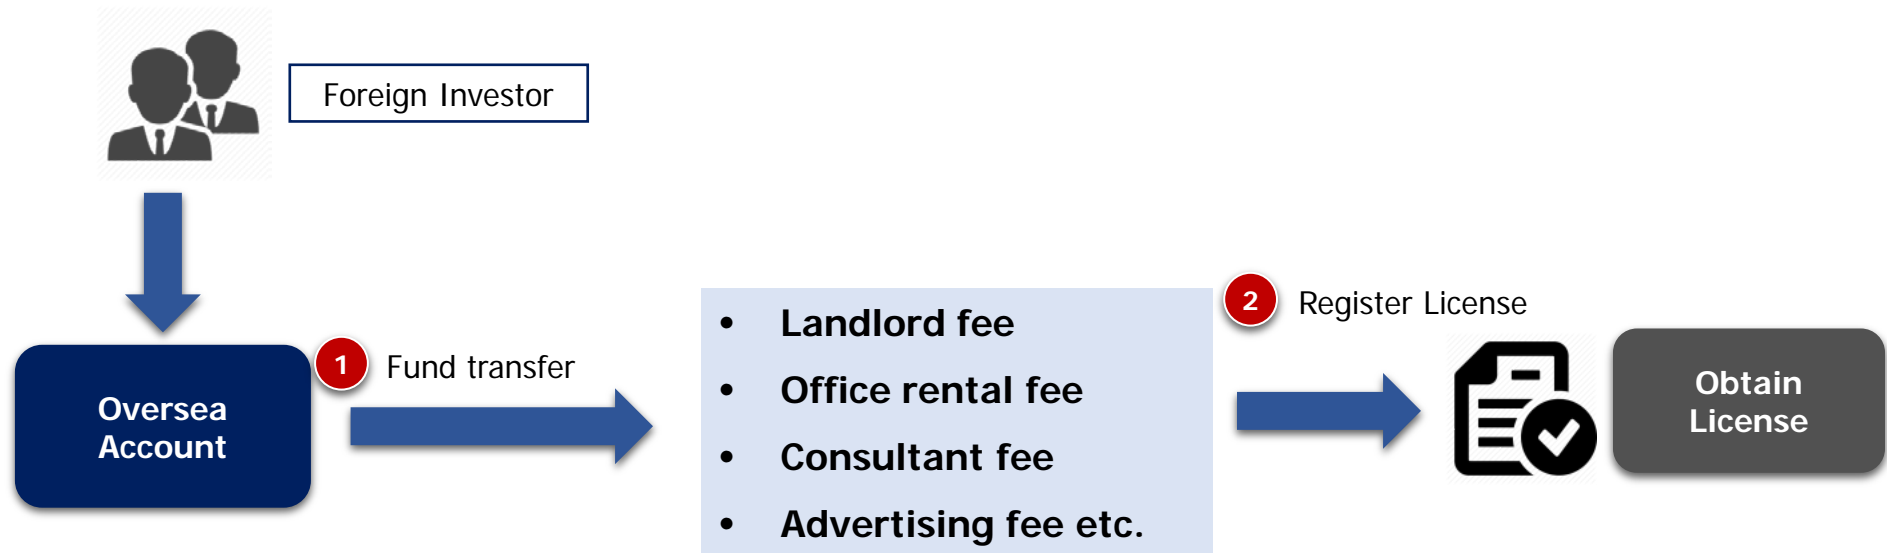 Foreign Investor
Oversea
Account
1
Fund transfer
• Landlord fee
• Office rental fee
• Consultant fee
• Advertising fee etc.
2
Register License
Obtain
License